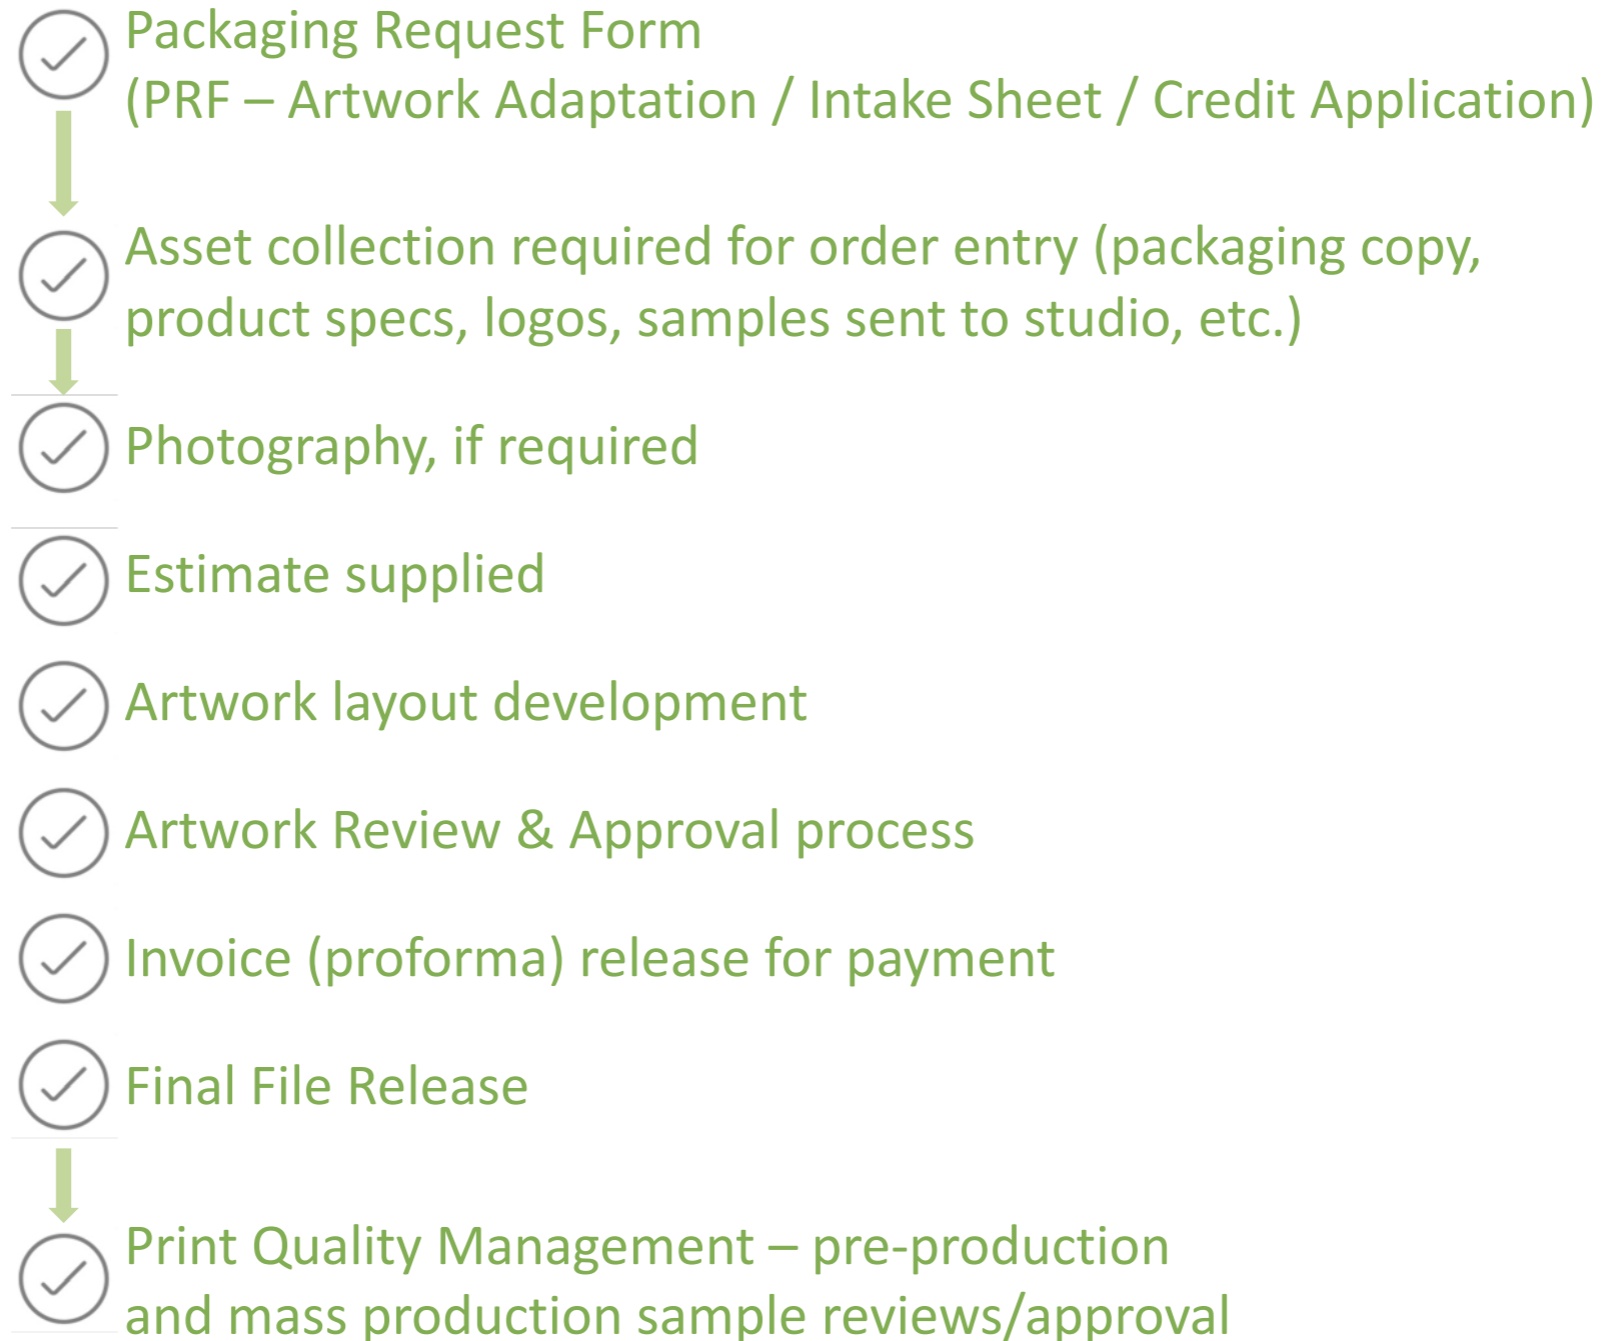 Packaging Request Form
(PRF – Artwork Adaptation / Intake Sheet / Credit Application)
Asset collection required for order entry (packaging copy,
product specs, logos, samples sent to studio, etc.)
Photography, if required
Estimate supplied
Artwork layout development
Artwork Review & Approval process
Invoice (proforma) release for payment
Final File Release
Print Quality Management – pre-production
and mass production sample reviews/approval